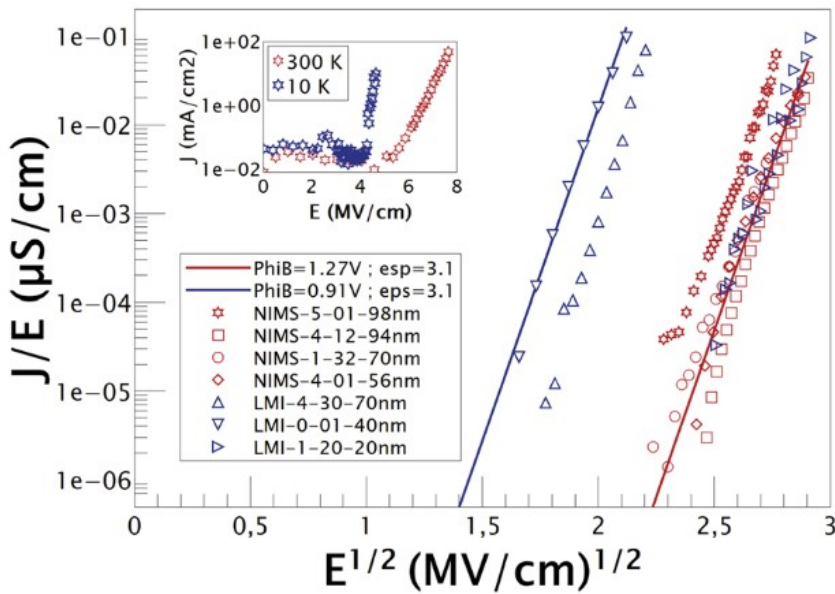 1e-01
1e-02
1e-03
1e-04
1e-05
1e-06
J/E (µS/cm)
1e+02
1e+00
1e-02
J (mA/cm2)
300 K
10 K
0 2 4 6 8
E (MV/cm)
PhiB=1.27V ; esp=3.1
PhiB=0.91V ; eps=3.1
NIMS-5-01-98nm
NIMS-4-12-94nm
NIMS-1-32-70nm
NIMS-4-01-56nm
LMI-4-30-70nm
LMI-0-01-40nm
LMI-1-20-20nm
0 0,5 1 1,5 2 2,5 3
E^1/2 (MV/cm)^1/2